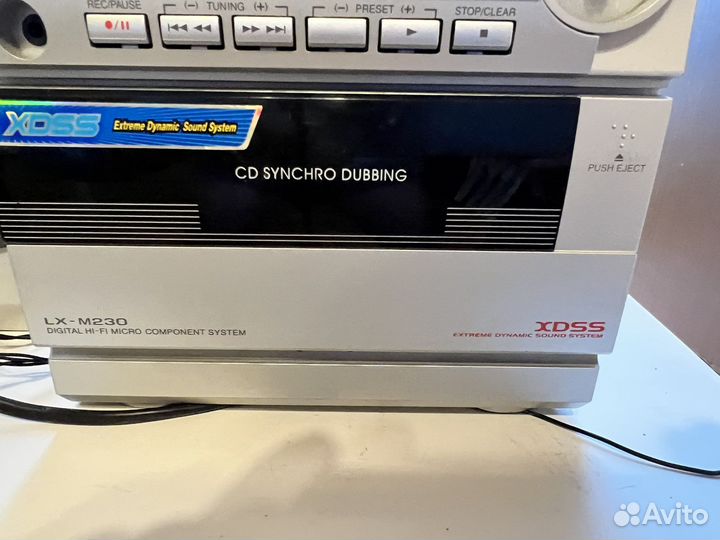 REC/PAUSE (−) TUNING (+) (−) PRESET (+) STOP/CLEAR
XDSS Extreme Dynamic Sound System
CD SYNCHRO DUBBING
PUSH EJECT
LX-M230
DIGITAL HI-FI MICRO COMPONENT SYSTEM
XDSS
EXTREME DYNAMIC SOUND SYSTEM
Avito